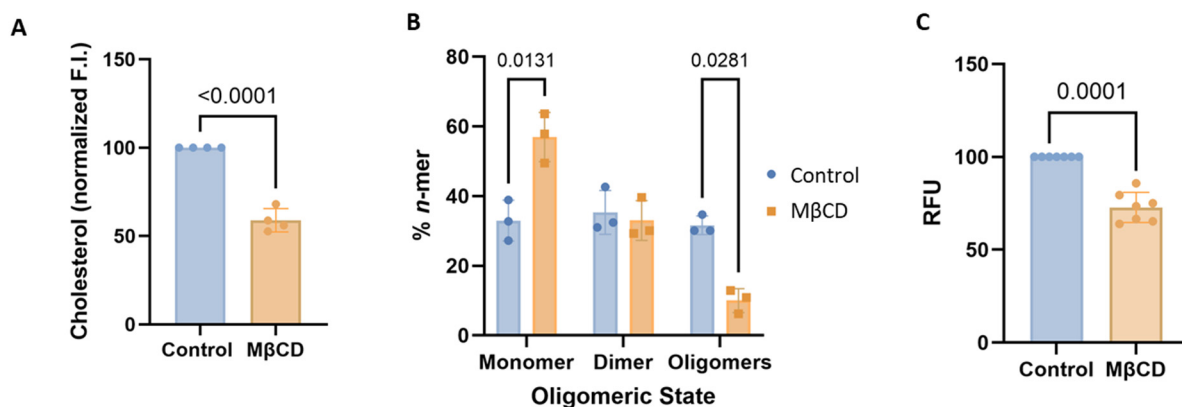 A
Cholesterol (normalized F.I.)
150
100
50
0
<0.0001
Control
MβCD
B
% n-mer
80
60
40
20
0
0.0131
0.0281
Monomer
Dimer
Oligomers
Oligomeric State
Control
MβCD
C
RFU
150
100
50
0
0.0001
Control
MβCD